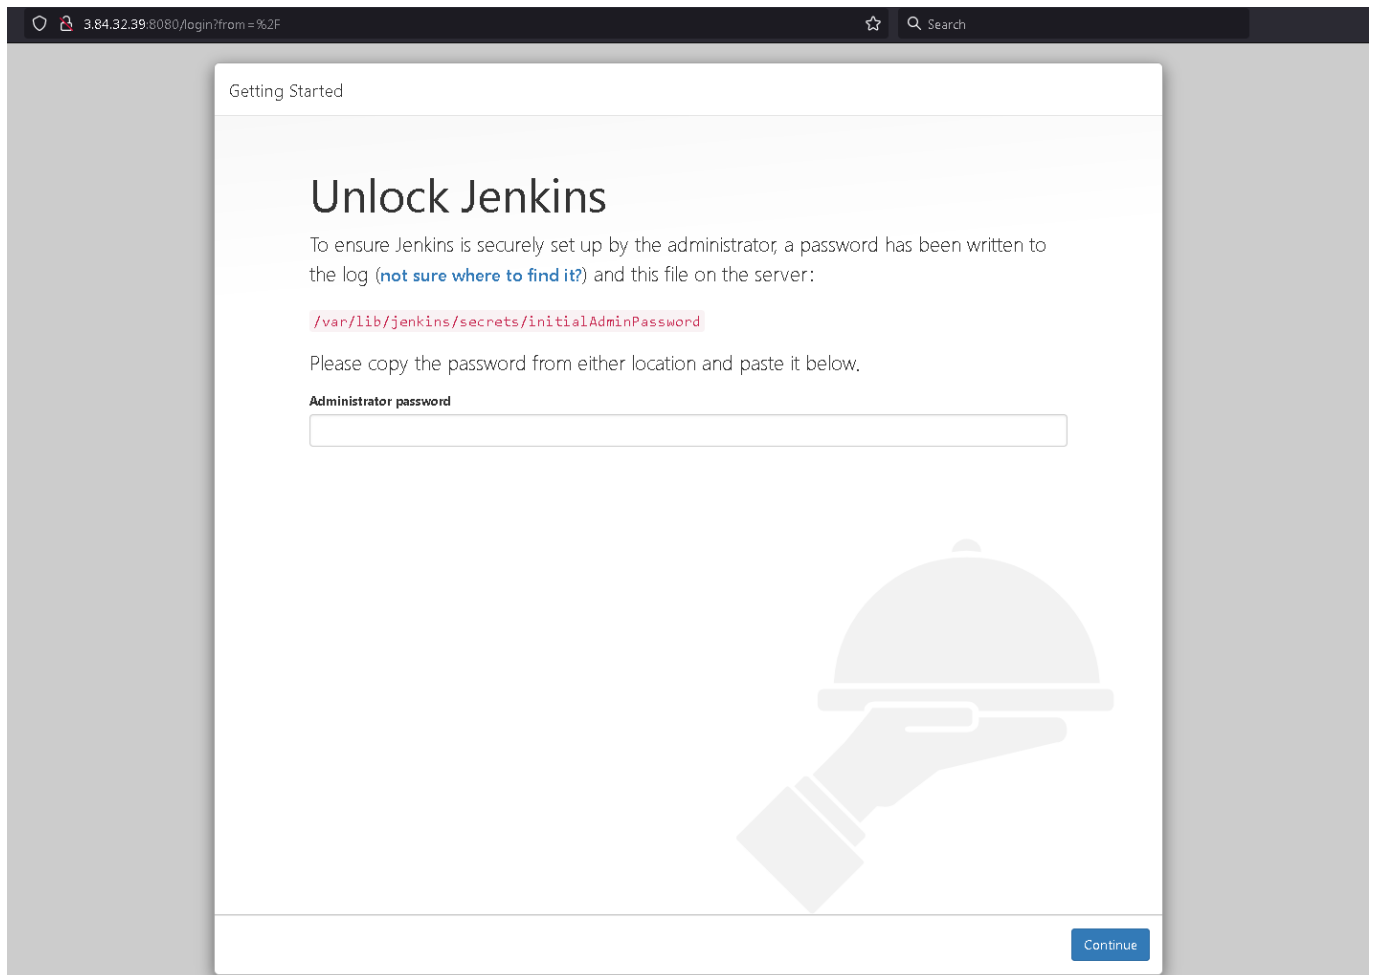 3.84.32.39:8080/login?from=%2F
Search
Getting Started
Unlock Jenkins
To ensure Jenkins is securely set up by the administrator, a password has been written to
the log (not sure where to find it?) and this file on the server:
/var/lib/jenkins/secrets/initialAdminPassword
Please copy the password from either location and paste it below.
Administrator password
Continue